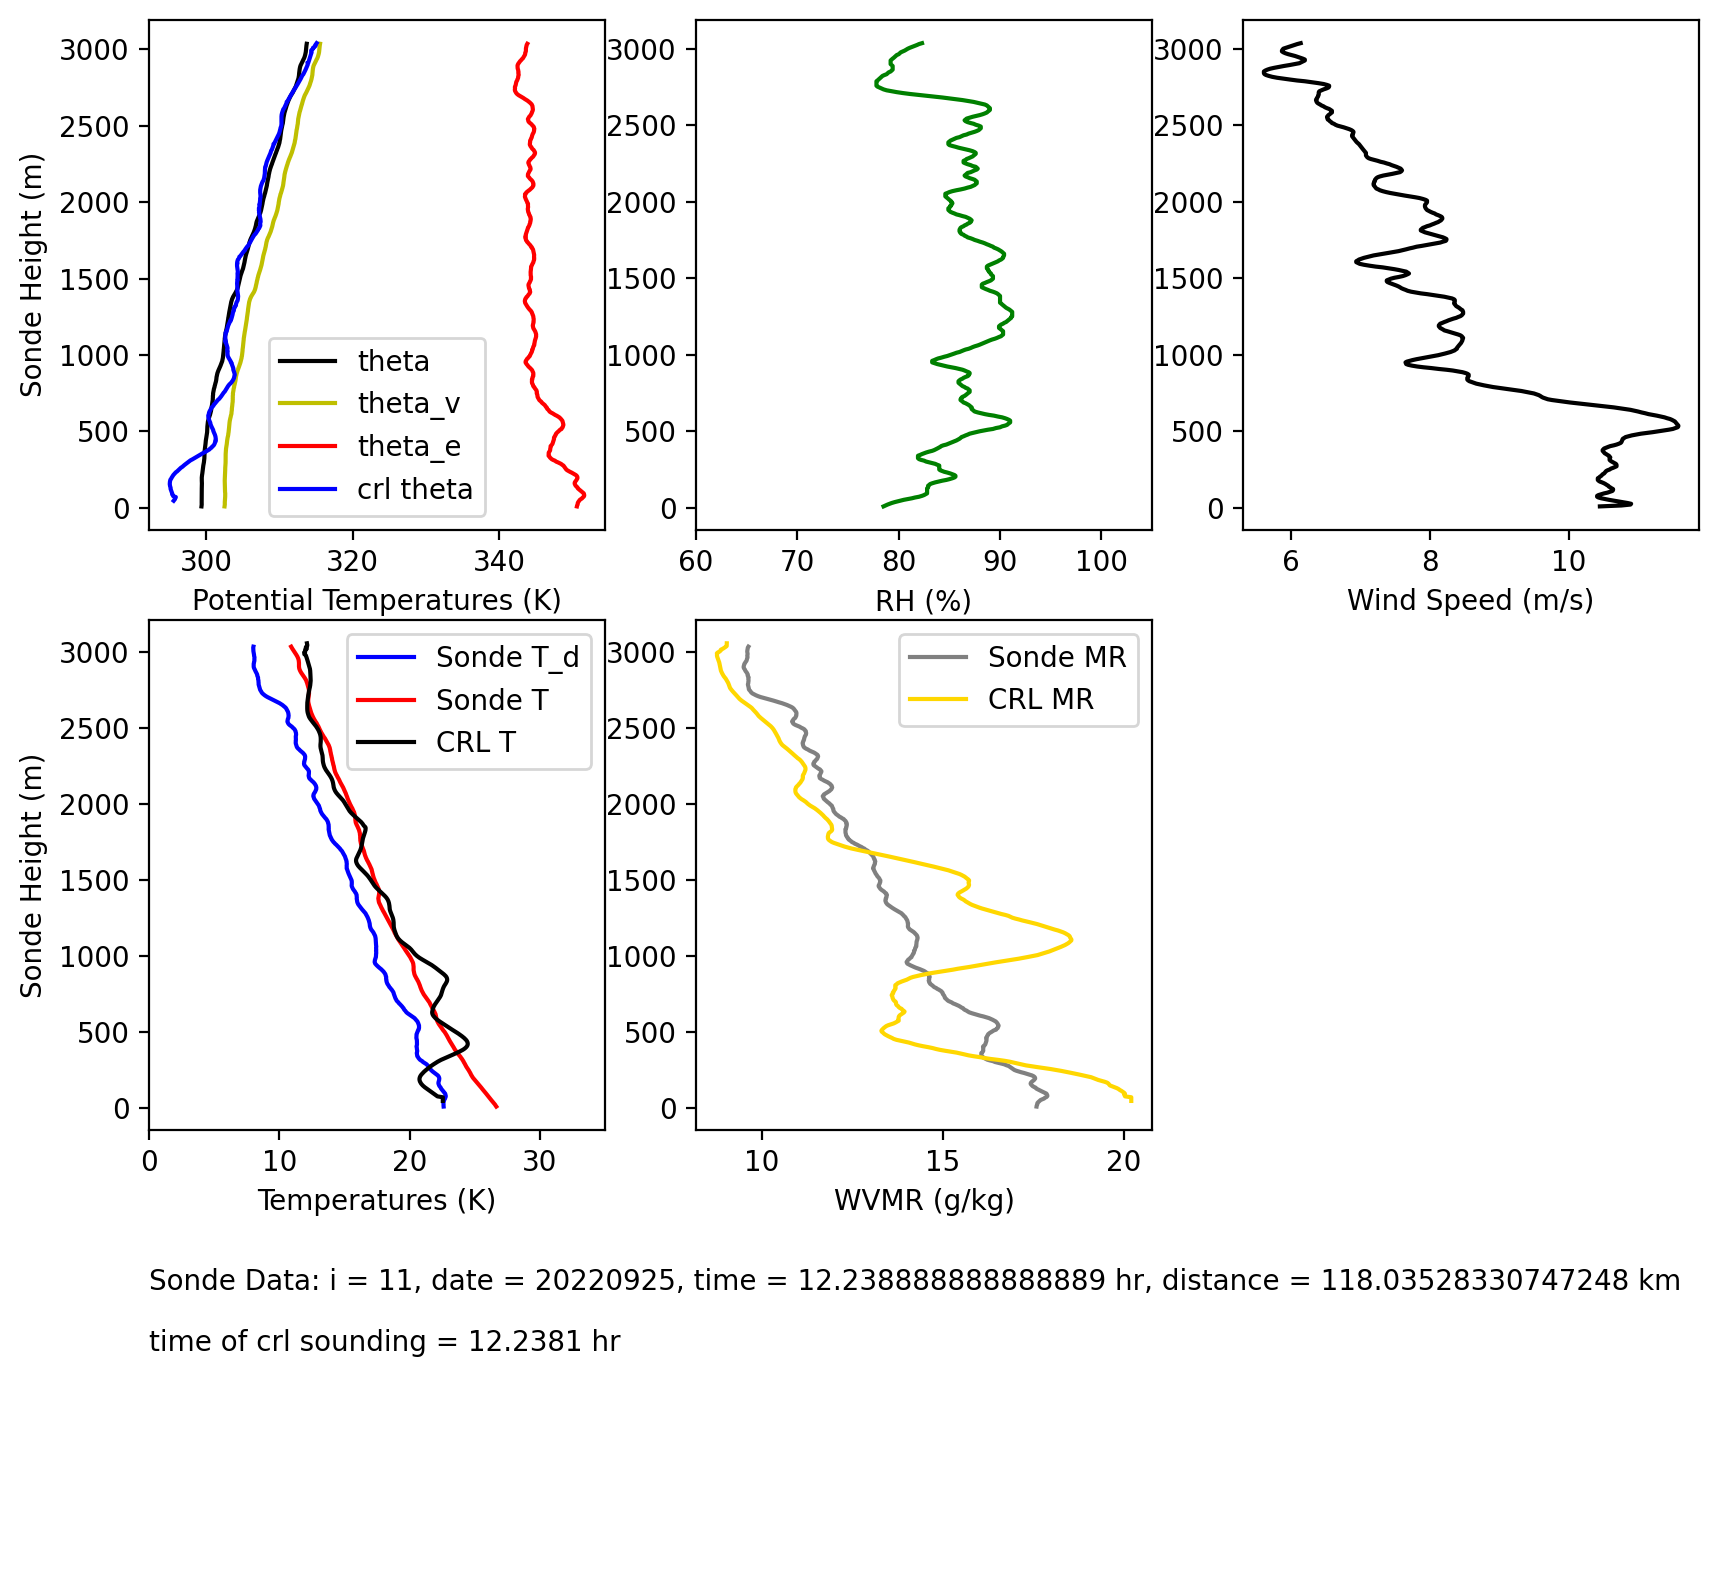 3000
2500
2000
1500
1000
500
0
Sonde Height (m)
theta
theta_v
theta_e
crl theta
300 320 340
Potential Temperatures (K)
3000
2500
2000
1500
1000
500
0
60 70 80 90 100
RH (%)
3000
2500
2000
1500
1000
500
0
6 8 10
Wind Speed (m/s)
3000
2500
2000
1500
1000
500
0
Sonde Height (m)
Sonde T_d
Sonde T
CRL T
0 10 20 30
Temperatures (K)
3000
2500
2000
1500
1000
500
0
Sonde MR
CRL MR
10 15 20
WVMR (g/kg)
Sonde Data: i = 11, date = 20220925, time = 12.238888888888889 hr, distance = 118.03528330747248 km
time of crl sounding = 12.2381 hr